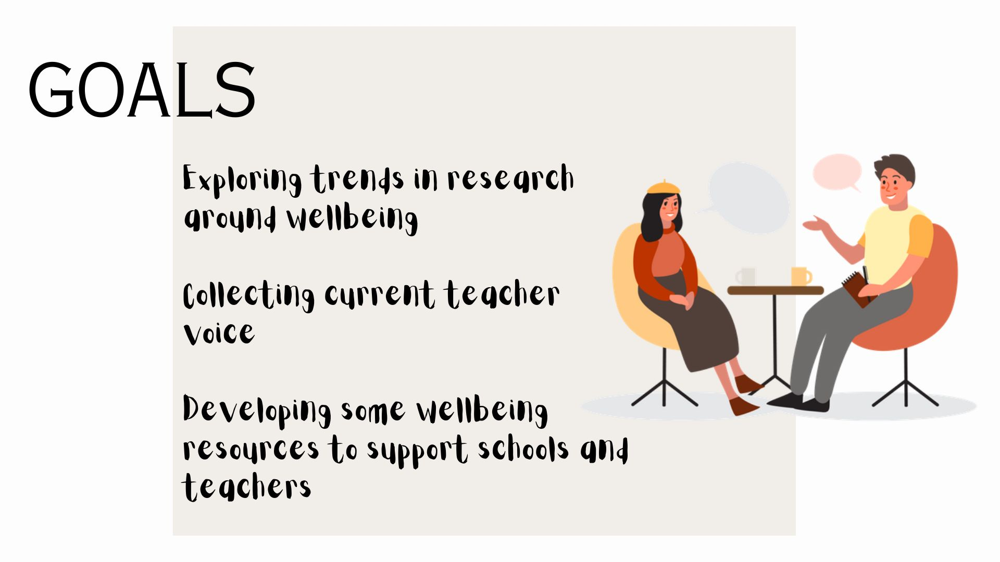 GOALS
Exploring trends in research
around wellbeing
Collecting current teacher
voice
Developing some wellbeing
resources to support schools and
teachers